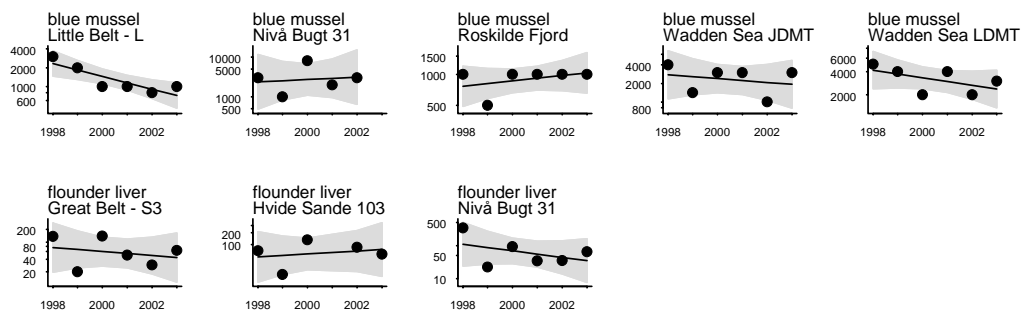 blue mussel
Little Belt - L
4000
2000
1000
600
1998 2000 2002
blue mussel
Nivå Bugt 31
10000
5000
1000
500
1998 2000 2002
blue mussel
Roskilde Fjord
1500
1000
500
1998 2000 2002
blue mussel
Wadden Sea JDMT
4000
2000
800
1998 2000 2002
blue mussel
Wadden Sea LDMT
6000
4000
2000
1998 2000 2002
flounder liver
Great Belt - S3
200
80
40
20
1998 2000 2002
flounder liver
Hvide Sande 103
200
100
1998 2000 2002
flounder liver
Nivå Bugt 31
500
50
10
1998 2000 2002